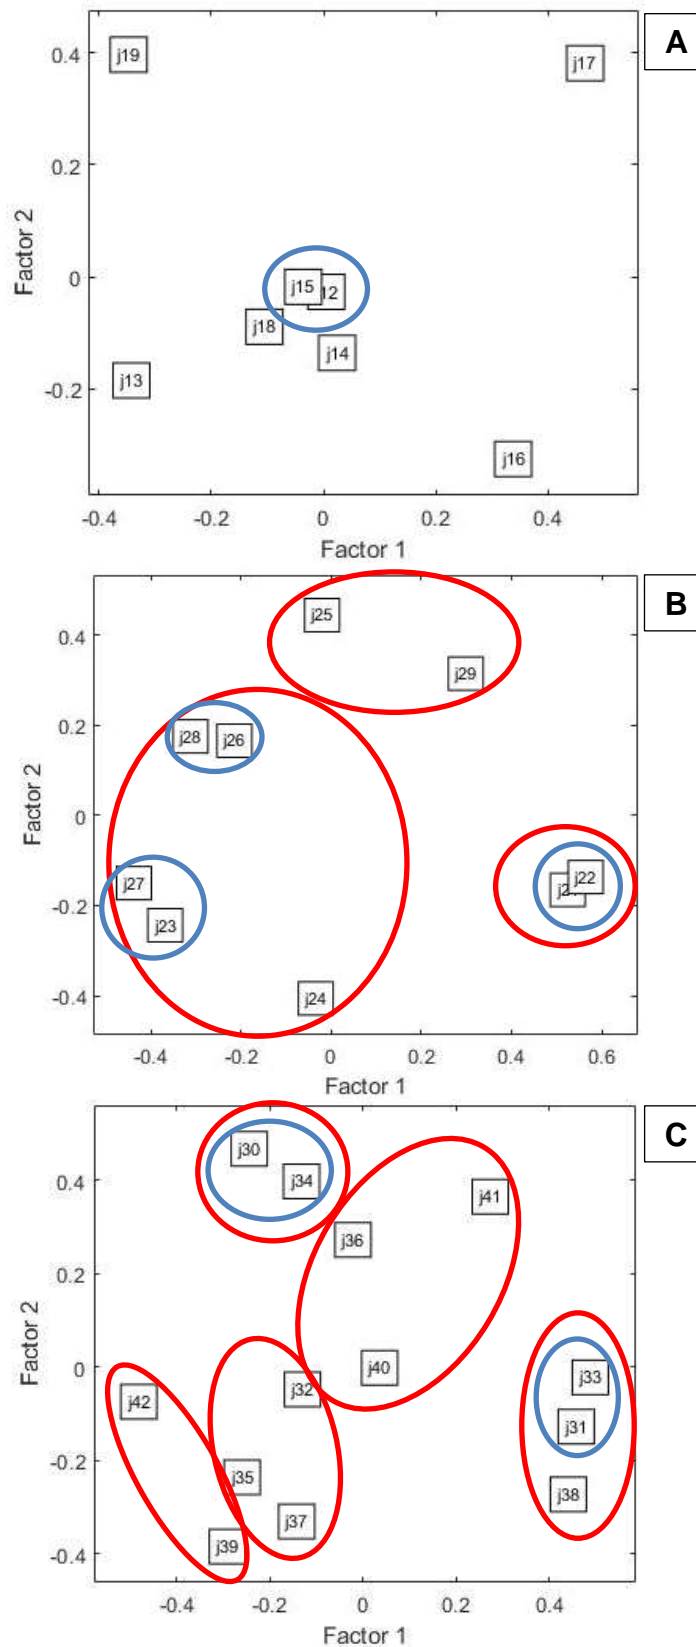 A
0.4
j19
j17
0.2
Factor 2
0
j15
12
j18
j14
-0.2
j13
j16
-0.4 -0.2 0 0.2 0.4
Factor 1
B
j25
0.4
j29
0.2
j28 j26
Factor 2
0
j27
j22
-0.2
j23
-0.4
j24
-0.4 -0.2 0 0.2 0.4 0.6
Factor 1
C
j30
0.4
j34
j41
j36
0.2
Factor 2
0
j40
j33
j32
j42
j31
-0.2
j35
j38
j37
-0.4
j39
-0.4 -0.2 0 0.2 0.4
Factor 1